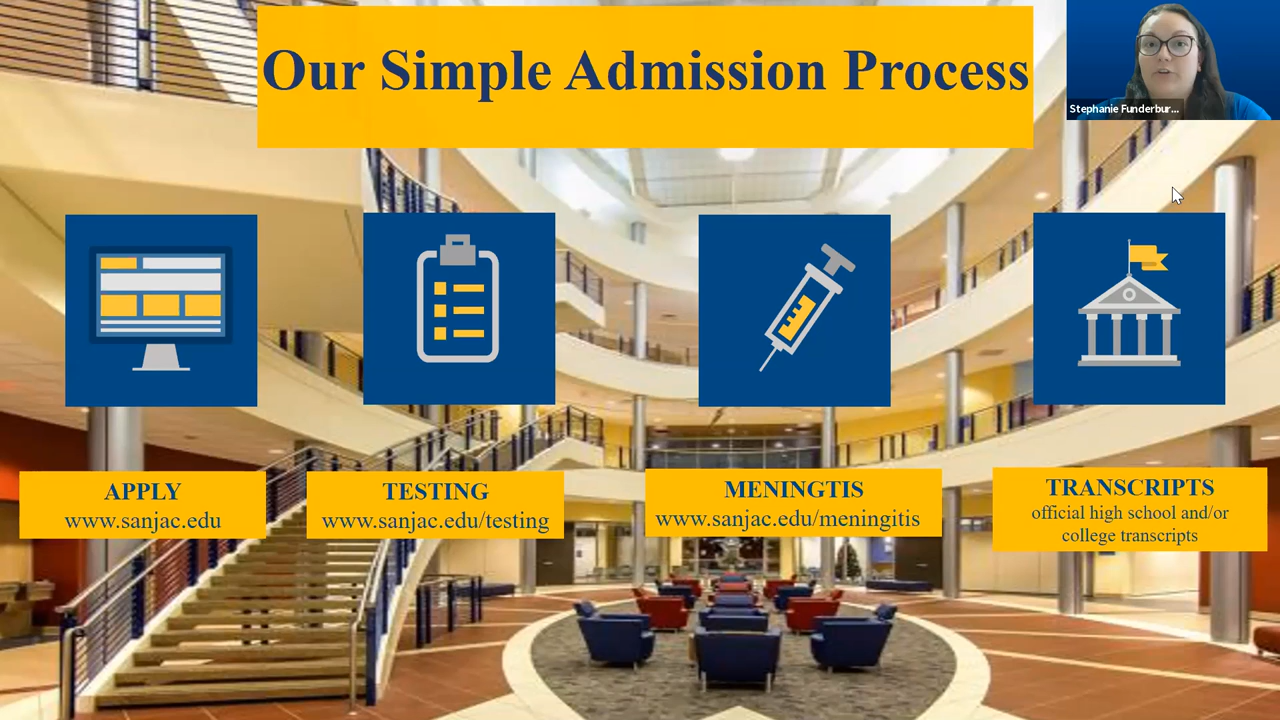 Our Simple Admission Process
Stephanie Funderbur...
APPLY
www.sanjac.edu
TESTING
www.sanjac.edu/testing
MENINGTIS
www.sanjac.edu/meningitis
TRANSCRIPTS
official high school and/or
college transcripts